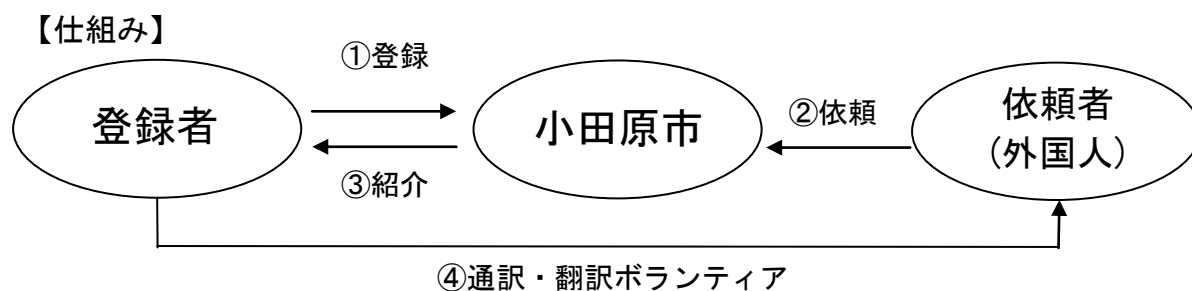 【仕組み】
①登録
登録者
小田原市
②依頼
依頼者
(外国人)
③紹介
④通訳・翻訳ボランティア